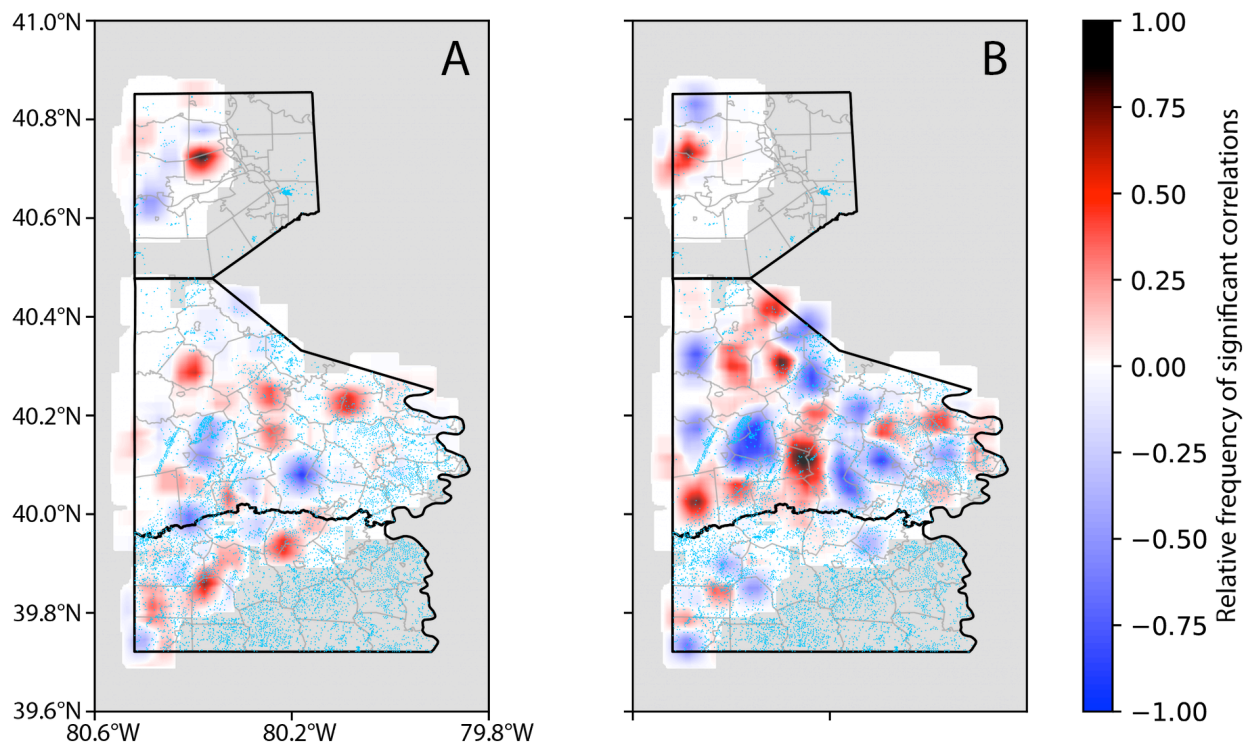 41.0°N
A
B
40.8°N
40.6°N
40.4°N
40.2°N
40.0°N
39.8°N
39.6°N
80.6°W
80.2°W
79.8°W
1.00
0.75
0.50
0.25
0.00
−0.25
−0.50
−0.75
−1.00
Relative frequency of significant correlations